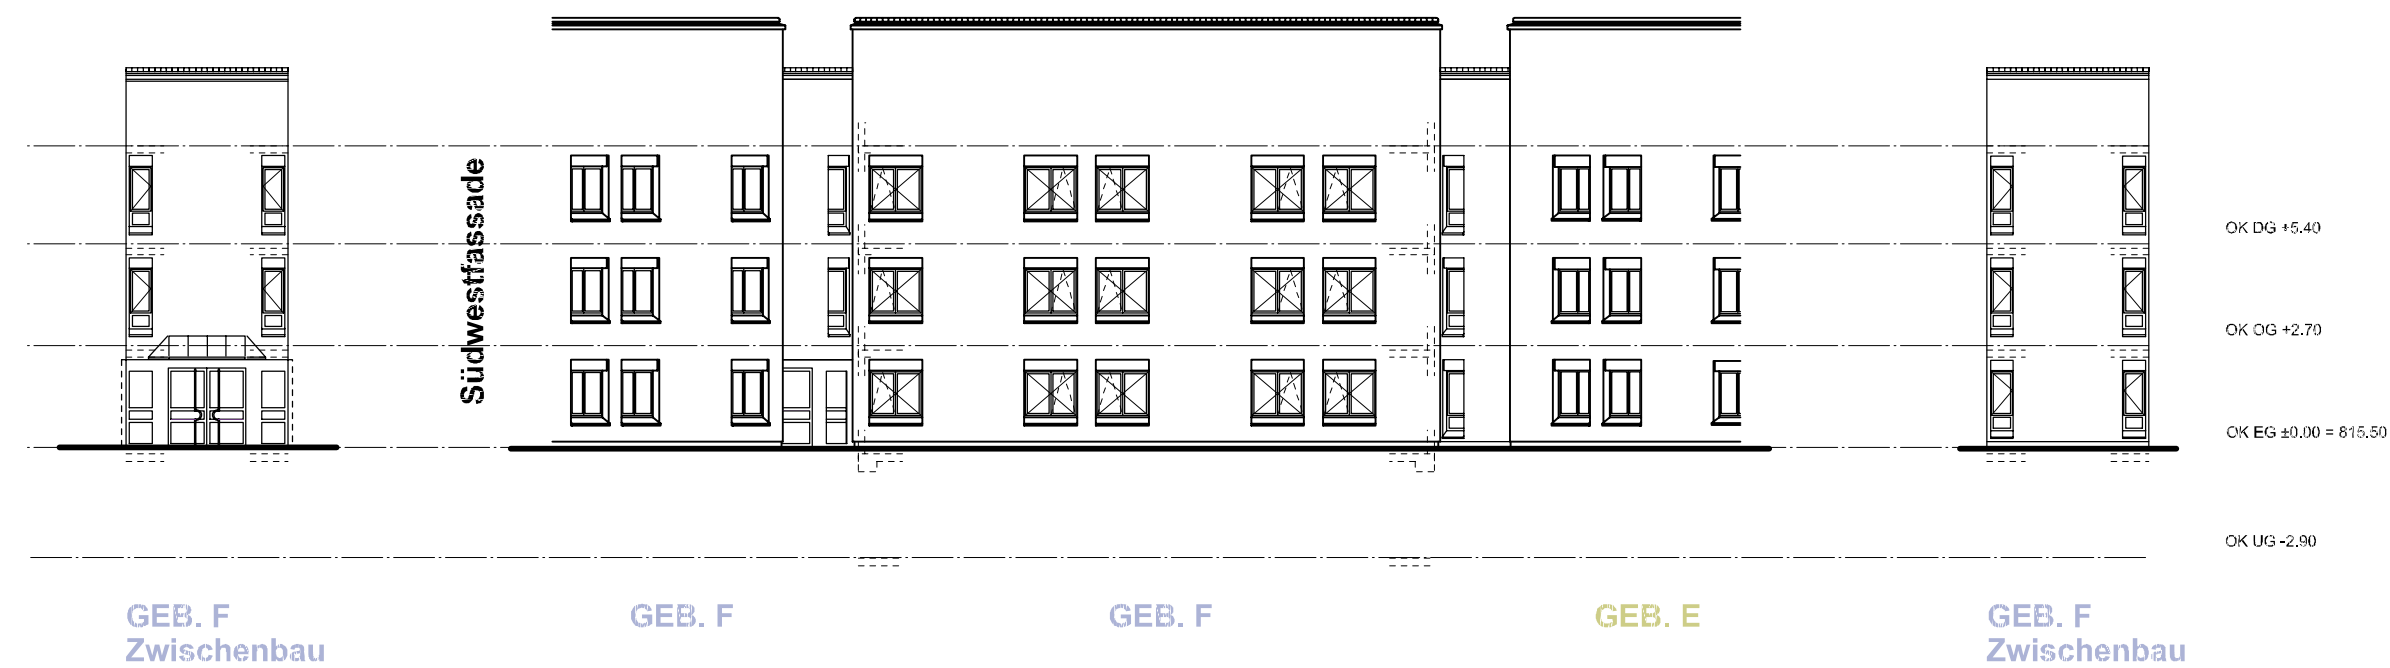 Südwestfassade
OK DG +5.40
OK OG +2.70
OK EG ±0.00 = 815.50
OK UG -2.90
GEB. F
Zwischenbau
GEB. F
GEB. F
GEB. E
GEB. F
Zwischenbau